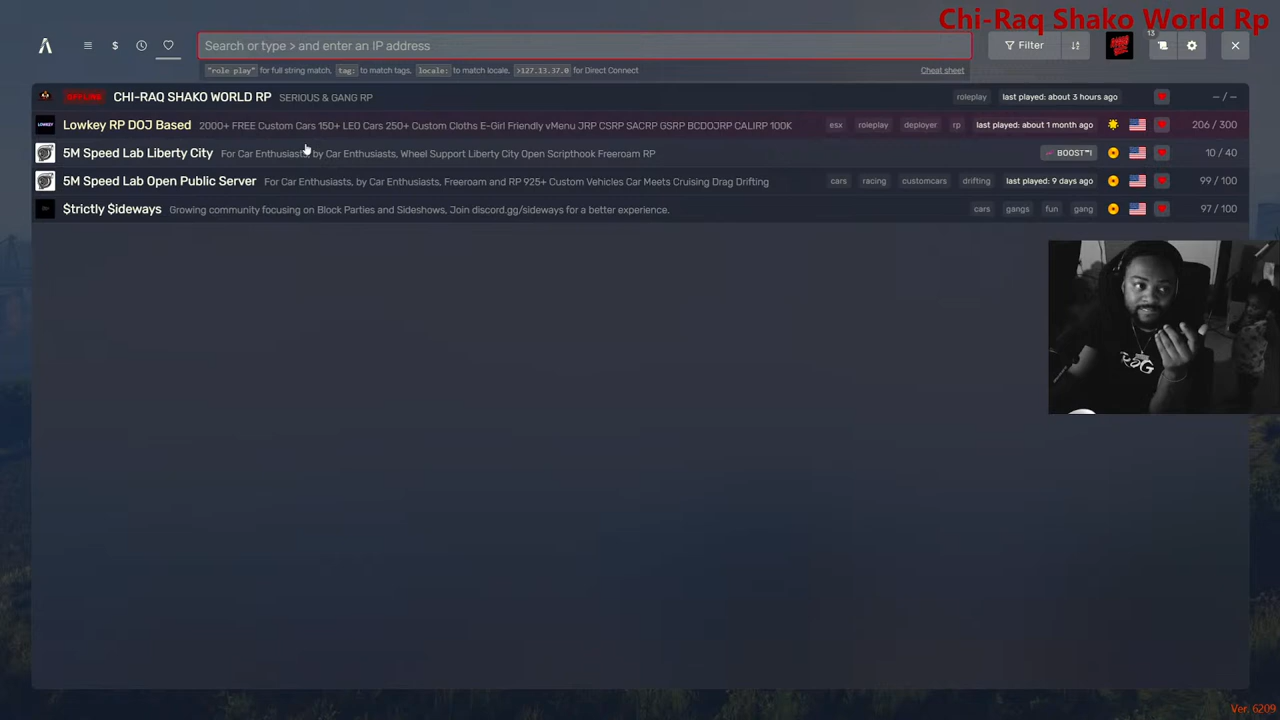 Chi-Raq Shako World Rp
$
Search or type > and enter an IP address
Filter
13
"role play" for full string match, tag: to match tags, locale: to match locale, >127.13.37.0 for Direct Connect
Cheat sheet
OFFLINE CHI-RAQ SHAKO WORLD RP SERIOUS & GANG RP roleplay last played: about 3 hours ago – / –
LOWKEY Lowkey RP DOJ Based 2000+ FREE Custom Cars 150+ LEO Cars 250+ Custom Cloths E-Girl Friendly vMenu JRP CSRP SACRP GSRP BCDOJRP CALIRP 100K esx roleplay deployer rp last played: about 1 month ago 206 / 300
5M Speed Lab Liberty City For Car Enthusiasts, by Car Enthusiasts, Wheel Support Liberty City Open Scripthook Freeroam RP BOOST™! 10 / 40
5M Speed Lab Open Public Server For Car Enthusiasts, by Car Enthusiasts, Freeroam and RP 925+ Custom Vehicles Car Meets Cruising Drag Drifting cars racing customcars drifting last played: 9 days ago 99 / 100
$trictly $ideways Growing community focusing on Block Parties and Sideshows, Join discord.gg/sideways for a better experience. cars gangs fun gang 97 / 100
Ver. 6209